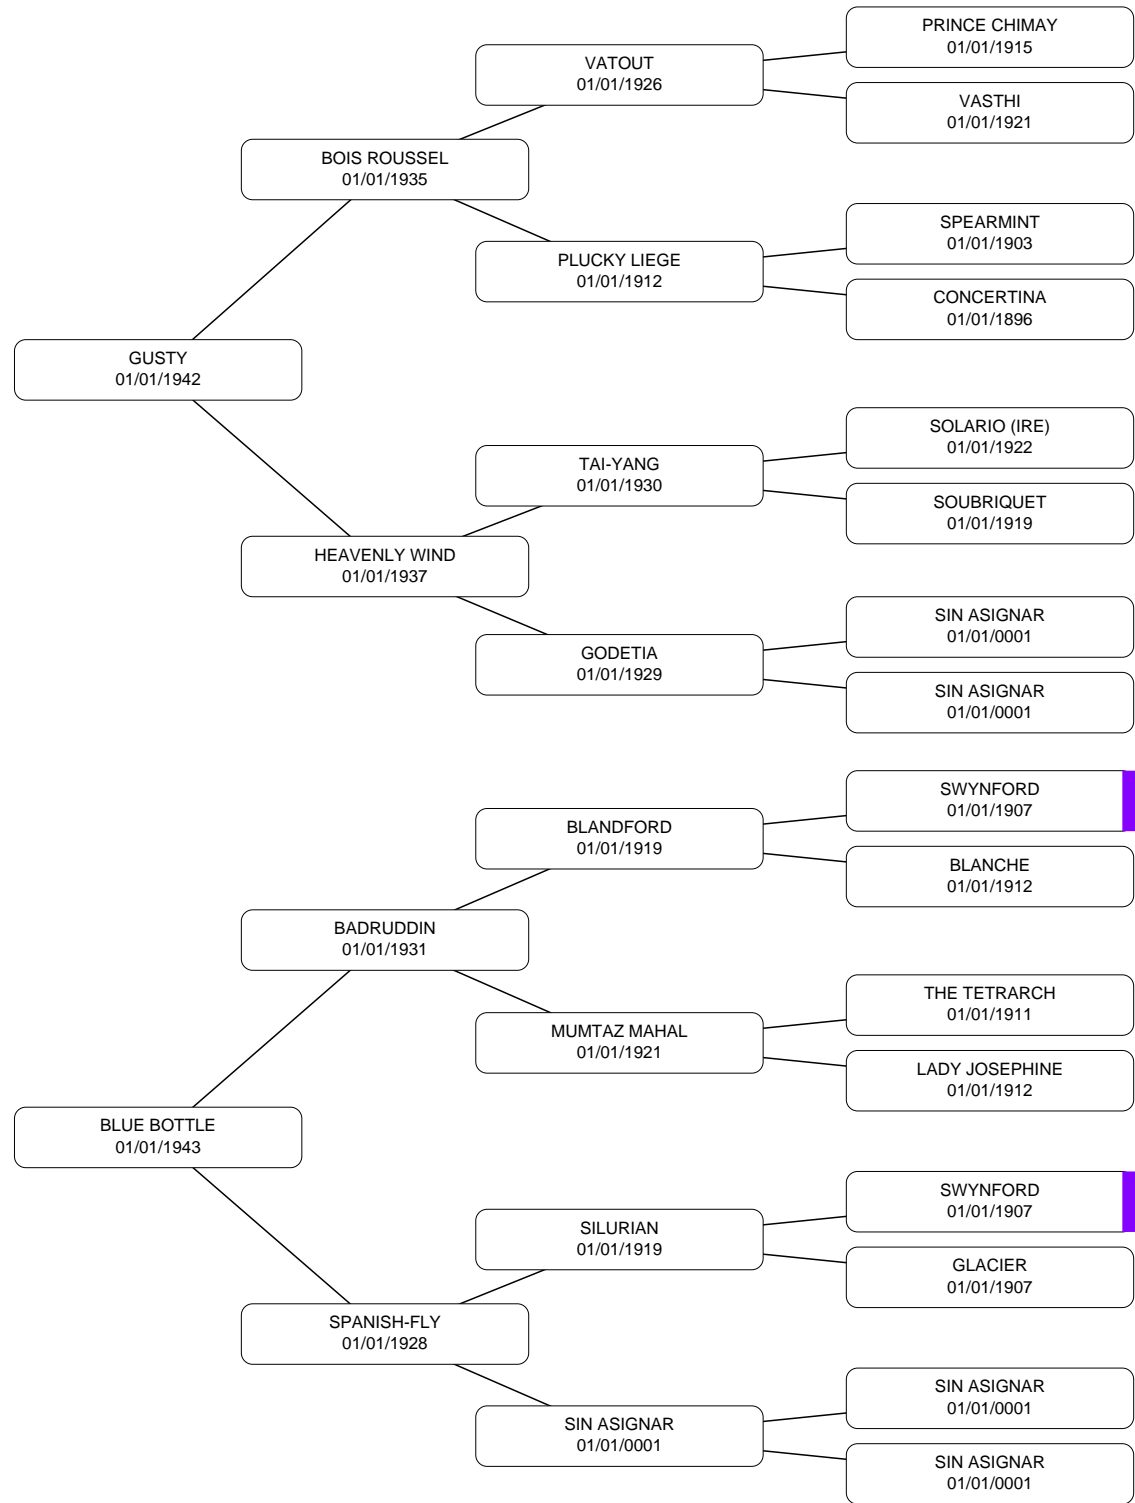 PRINCE CHIMAY
01/01/1915
VATOUT
01/01/1926
VASTHI
01/01/1921
BOIS ROUSSEL
01/01/1935
SPEARMINT
01/01/1903
PLUCKY LIEGE
01/01/1912
CONCERTINA
01/01/1896
GUSTY
01/01/1942
SOLARIO (IRE)
01/01/1922
TAI-YANG
01/01/1930
SOUBRIQUET
01/01/1919
HEAVENLY WIND
01/01/1937
SIN ASIGNAR
01/01/0001
GODETIA
01/01/1929
SIN ASIGNAR
01/01/0001
SWYNFORD
01/01/1907
BLANDFORD
01/01/1919
BLANCHE
01/01/1912
BADRUDDIN
01/01/1931
THE TETRARCH
01/01/1911
MUMTAZ MAHAL
01/01/1921
LADY JOSEPHINE
01/01/1912
BLUE BOTTLE
01/01/1943
SWYNFORD
01/01/1907
SILURIAN
01/01/1919
GLACIER
01/01/1907
SPANISH-FLY
01/01/1928
SIN ASIGNAR
01/01/0001
SIN ASIGNAR
01/01/0001
SIN ASIGNAR
01/01/0001